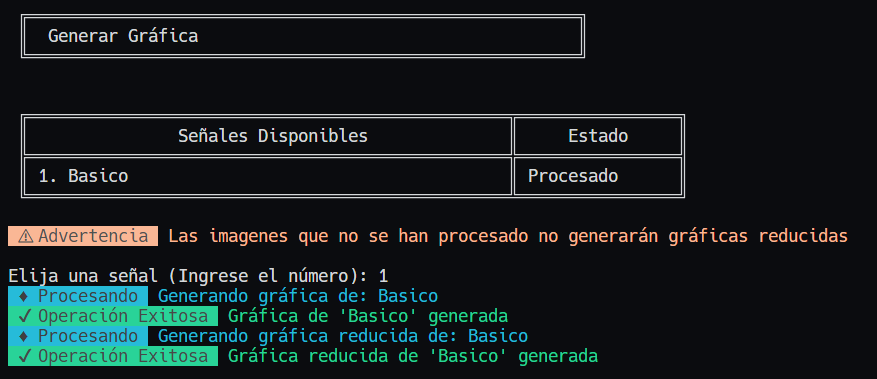 Generar Gráfica
Señales Disponibles Estado
1. Basico Procesado
⚠ Advertencia Las imagenes que no se han procesado no generarán gráficas reducidas
Elija una señal (Ingrese el número): 1
♦ Procesando Generando gráfica de: Basico
✓ Operación Exitosa Gráfica de 'Basico' generada
♦ Procesando Generando gráfica reducida de: Basico
✓ Operación Exitosa Gráfica reducida de 'Basico' generada